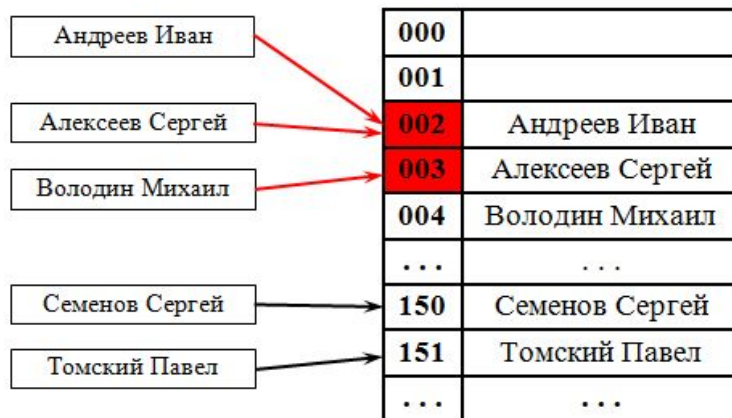 Андреев Иван
Алексеев Сергей
Володин Михаил
Семенов Сергей
Томский Павел
000
001
002 Андреев Иван
003 Алексеев Сергей
004 Володин Михаил
... ...
150 Семенов Сергей
151 Томский Павел
... ...